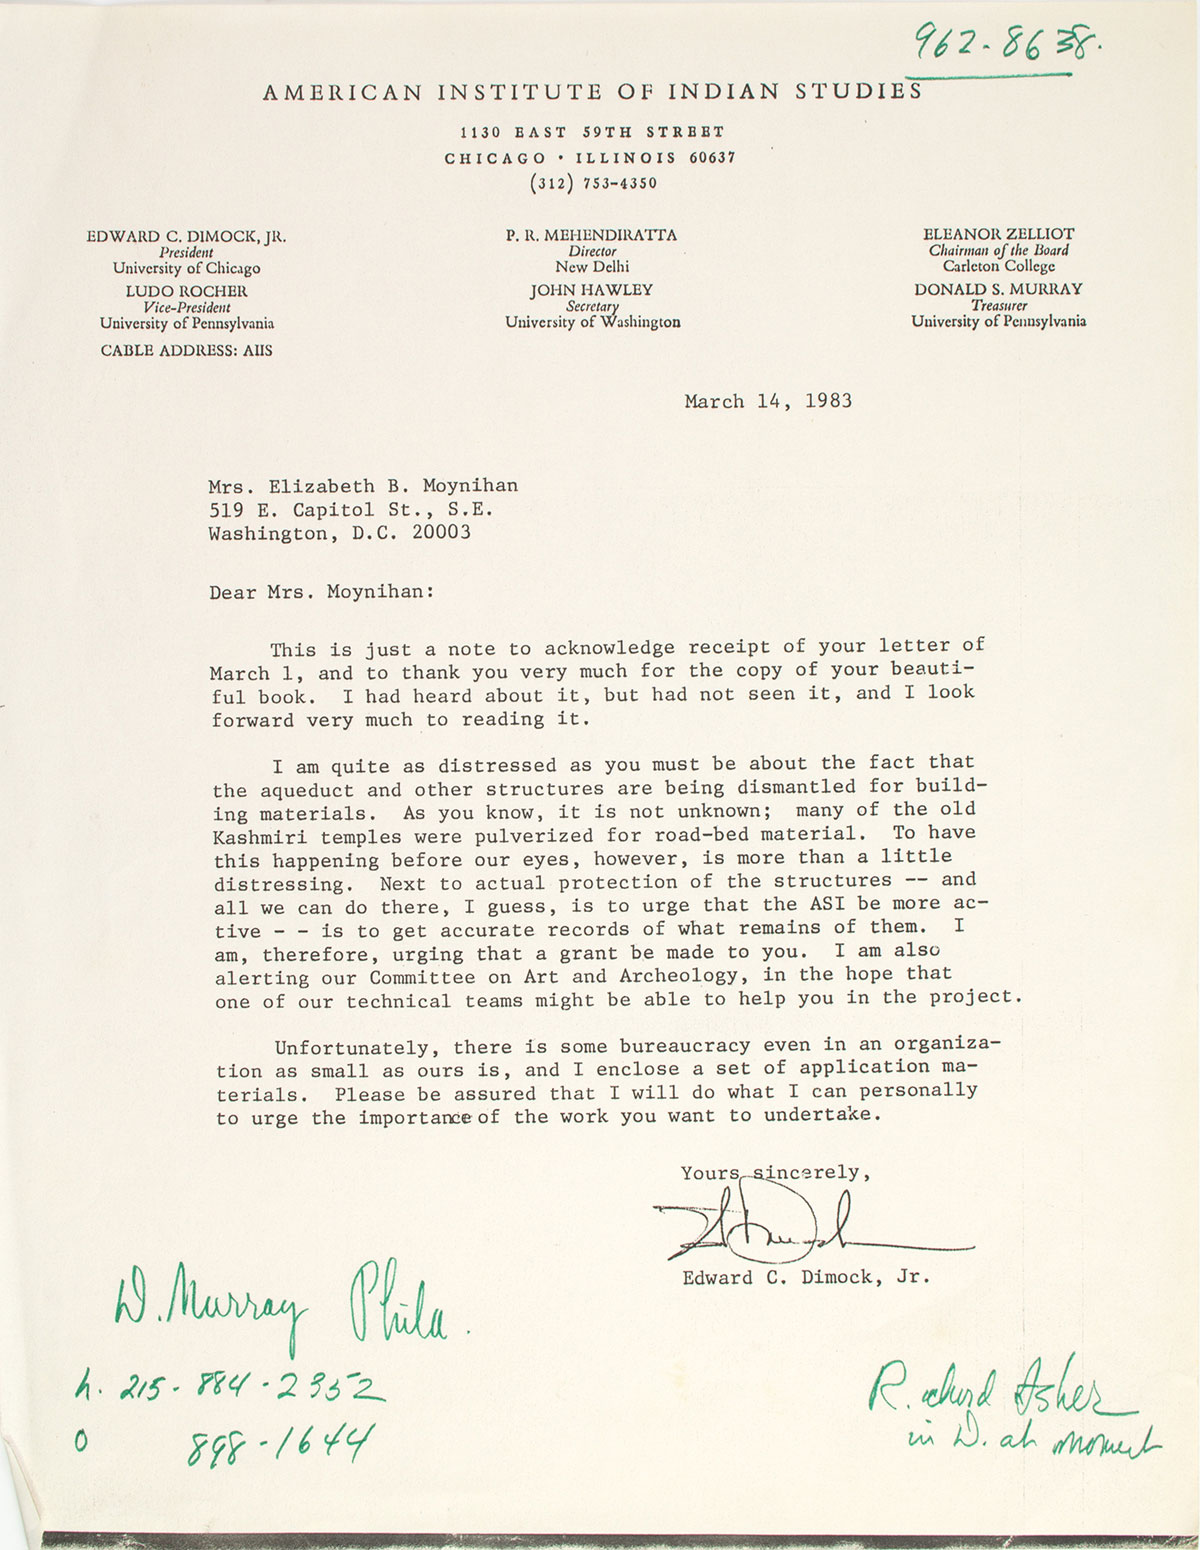 962-8638.
AMERICAN INSTITUTE OF INDIAN STUDIES
1130 EAST 59TH STREET
CHICAGO • ILLINOIS 60637
(312) 753-4350
EDWARD C. DIMOCK, JR.
President
University of Chicago
LUDO ROCHER
Vice-President
University of Pennsylvania
CABLE ADDRESS: AIIS
P. R. MEHENDIRATTA
Director
New Delhi
JOHN HAWLEY
Secretary
University of Washington
ELEANOR ZELLIOT
Chairman of the Board
Carleton College
DONALD S. MURRAY
Treasurer
University of Pennsylvania
March 14, 1983
Mrs. Elizabeth B. Moynihan
519 E. Capitol St., S.E.
Washington, D.C. 20003
Dear Mrs. Moynihan:
This is just a note to acknowledge receipt of your letter of
March 1, and to thank you very much for the copy of your beauti-
ful book. I had heard about it, but had not seen it, and I look
forward very much to reading it.
I am quite as distressed as you must be about the fact that
the aqueduct and other structures are being dismantled for build-
ing materials. As you know, it is not unknown; many of the old
Kashmiri temples were pulverized for road-bed material. To have
this happening before our eyes, however, is more than a little
distressing. Next to actual protection of the structures -- and
all we can do there, I guess, is to urge that the ASI be more ac-
tive - - is to get accurate records of what remains of them. I
am, therefore, urging that a grant be made to you. I am also
alerting our Committee on Art and Archeology, in the hope that
one of our technical teams might be able to help you in the project.
Unfortunately, there is some bureaucracy even in an organiza-
tion as small as ours is, and I enclose a set of application ma-
terials. Please be assured that I will do what I can personally
to urge the importance of the work you want to undertake.
Yours sincerely,
Edward C. Dimock, Jr.
D. Murray Phila.
h. 215-884-2352
o 898-1644
Richard Asher
in D. at moment